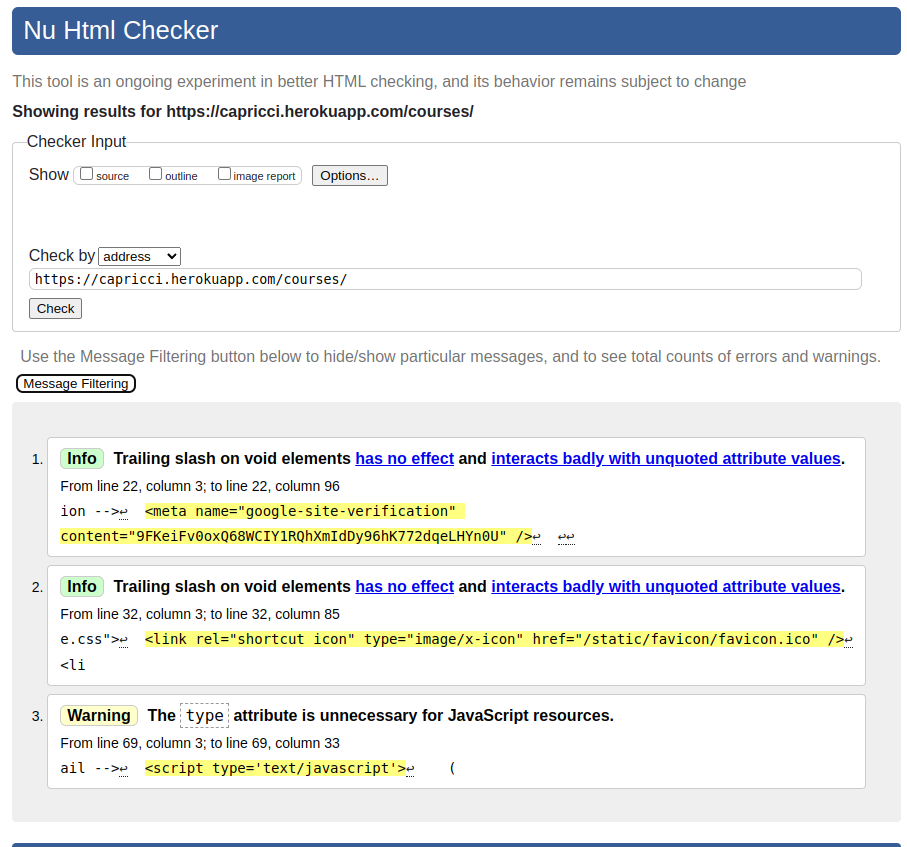 Nu Html Checker
This tool is an ongoing experiment in better HTML checking, and its behavior remains subject to change
Showing results for https://capricci.herokuapp.com/courses/
Checker Input
Show source outline image report Options...
Check by address
https://capricci.herokuapp.com/courses/
Check
Use the Message Filtering button below to hide/show particular messages, and to see total counts of errors and warnings.
Message Filtering
1. Info Trailing slash on void elements has no effect and interacts badly with unquoted attribute values.
From line 22, column 3; to line 22, column 96
ion -->↩ <meta name="google-site-verification"
content="9FKeiFv0oxQ68WCIY1RQhXmIdDy96hK772dqeLHYn0U" />↩ ↩↩
2. Info Trailing slash on void elements has no effect and interacts badly with unquoted attribute values.
From line 32, column 3; to line 32, column 85
e.css">↩ <link rel="shortcut icon" type="image/x-icon" href="/static/favicon/favicon.ico" />↩
<li
3. Warning The type attribute is unnecessary for JavaScript resources.
From line 69, column 3; to line 69, column 33
ail -->↩ <script type='text/javascript'>↩ (